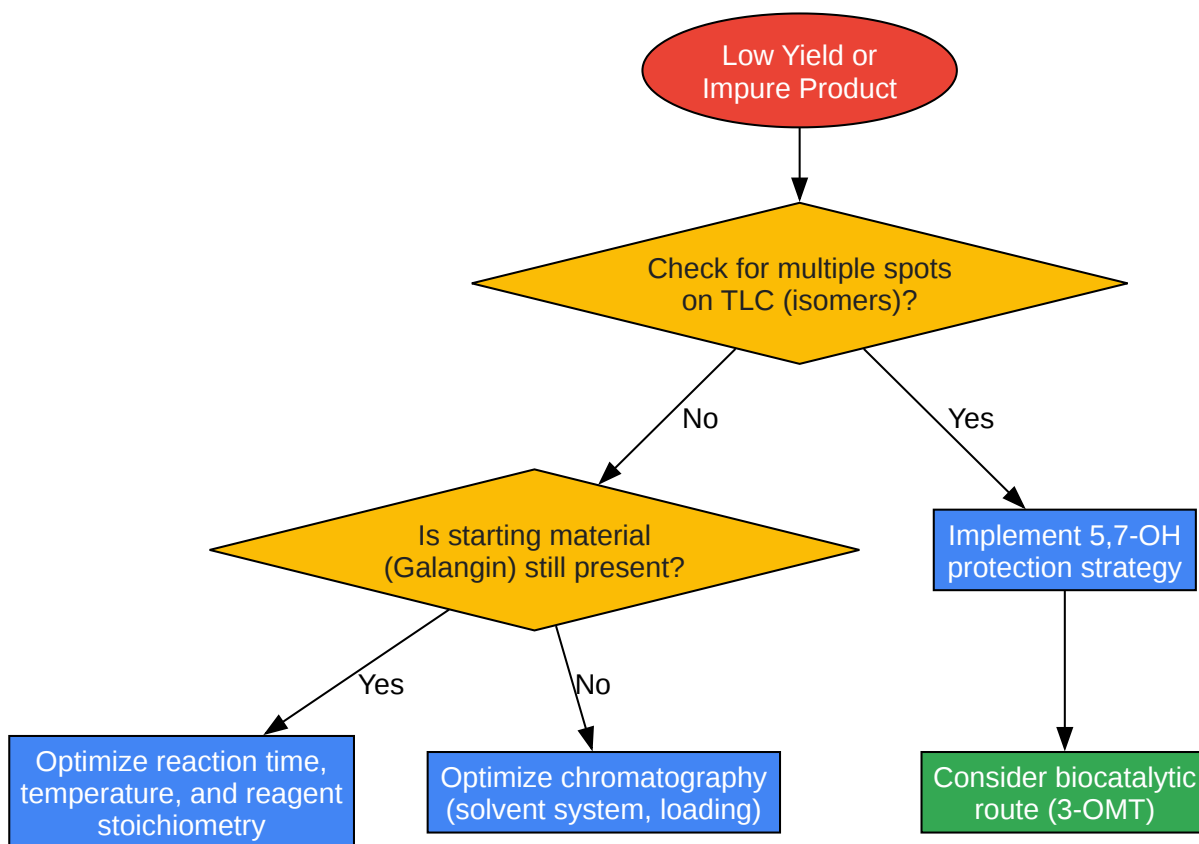 Low Yield or
Impure Product
Check for multiple spots
on TLC (isomers)?
No
Yes
Is starting material
(Galangin) still present?
Implement 5,7-OH
protection strategy
Yes
No
Optimize reaction time,
temperature, and reagent
stoichiometry
Optimize chromatography
(solvent system, loading)
Consider biocatalytic
route (3-OMT)